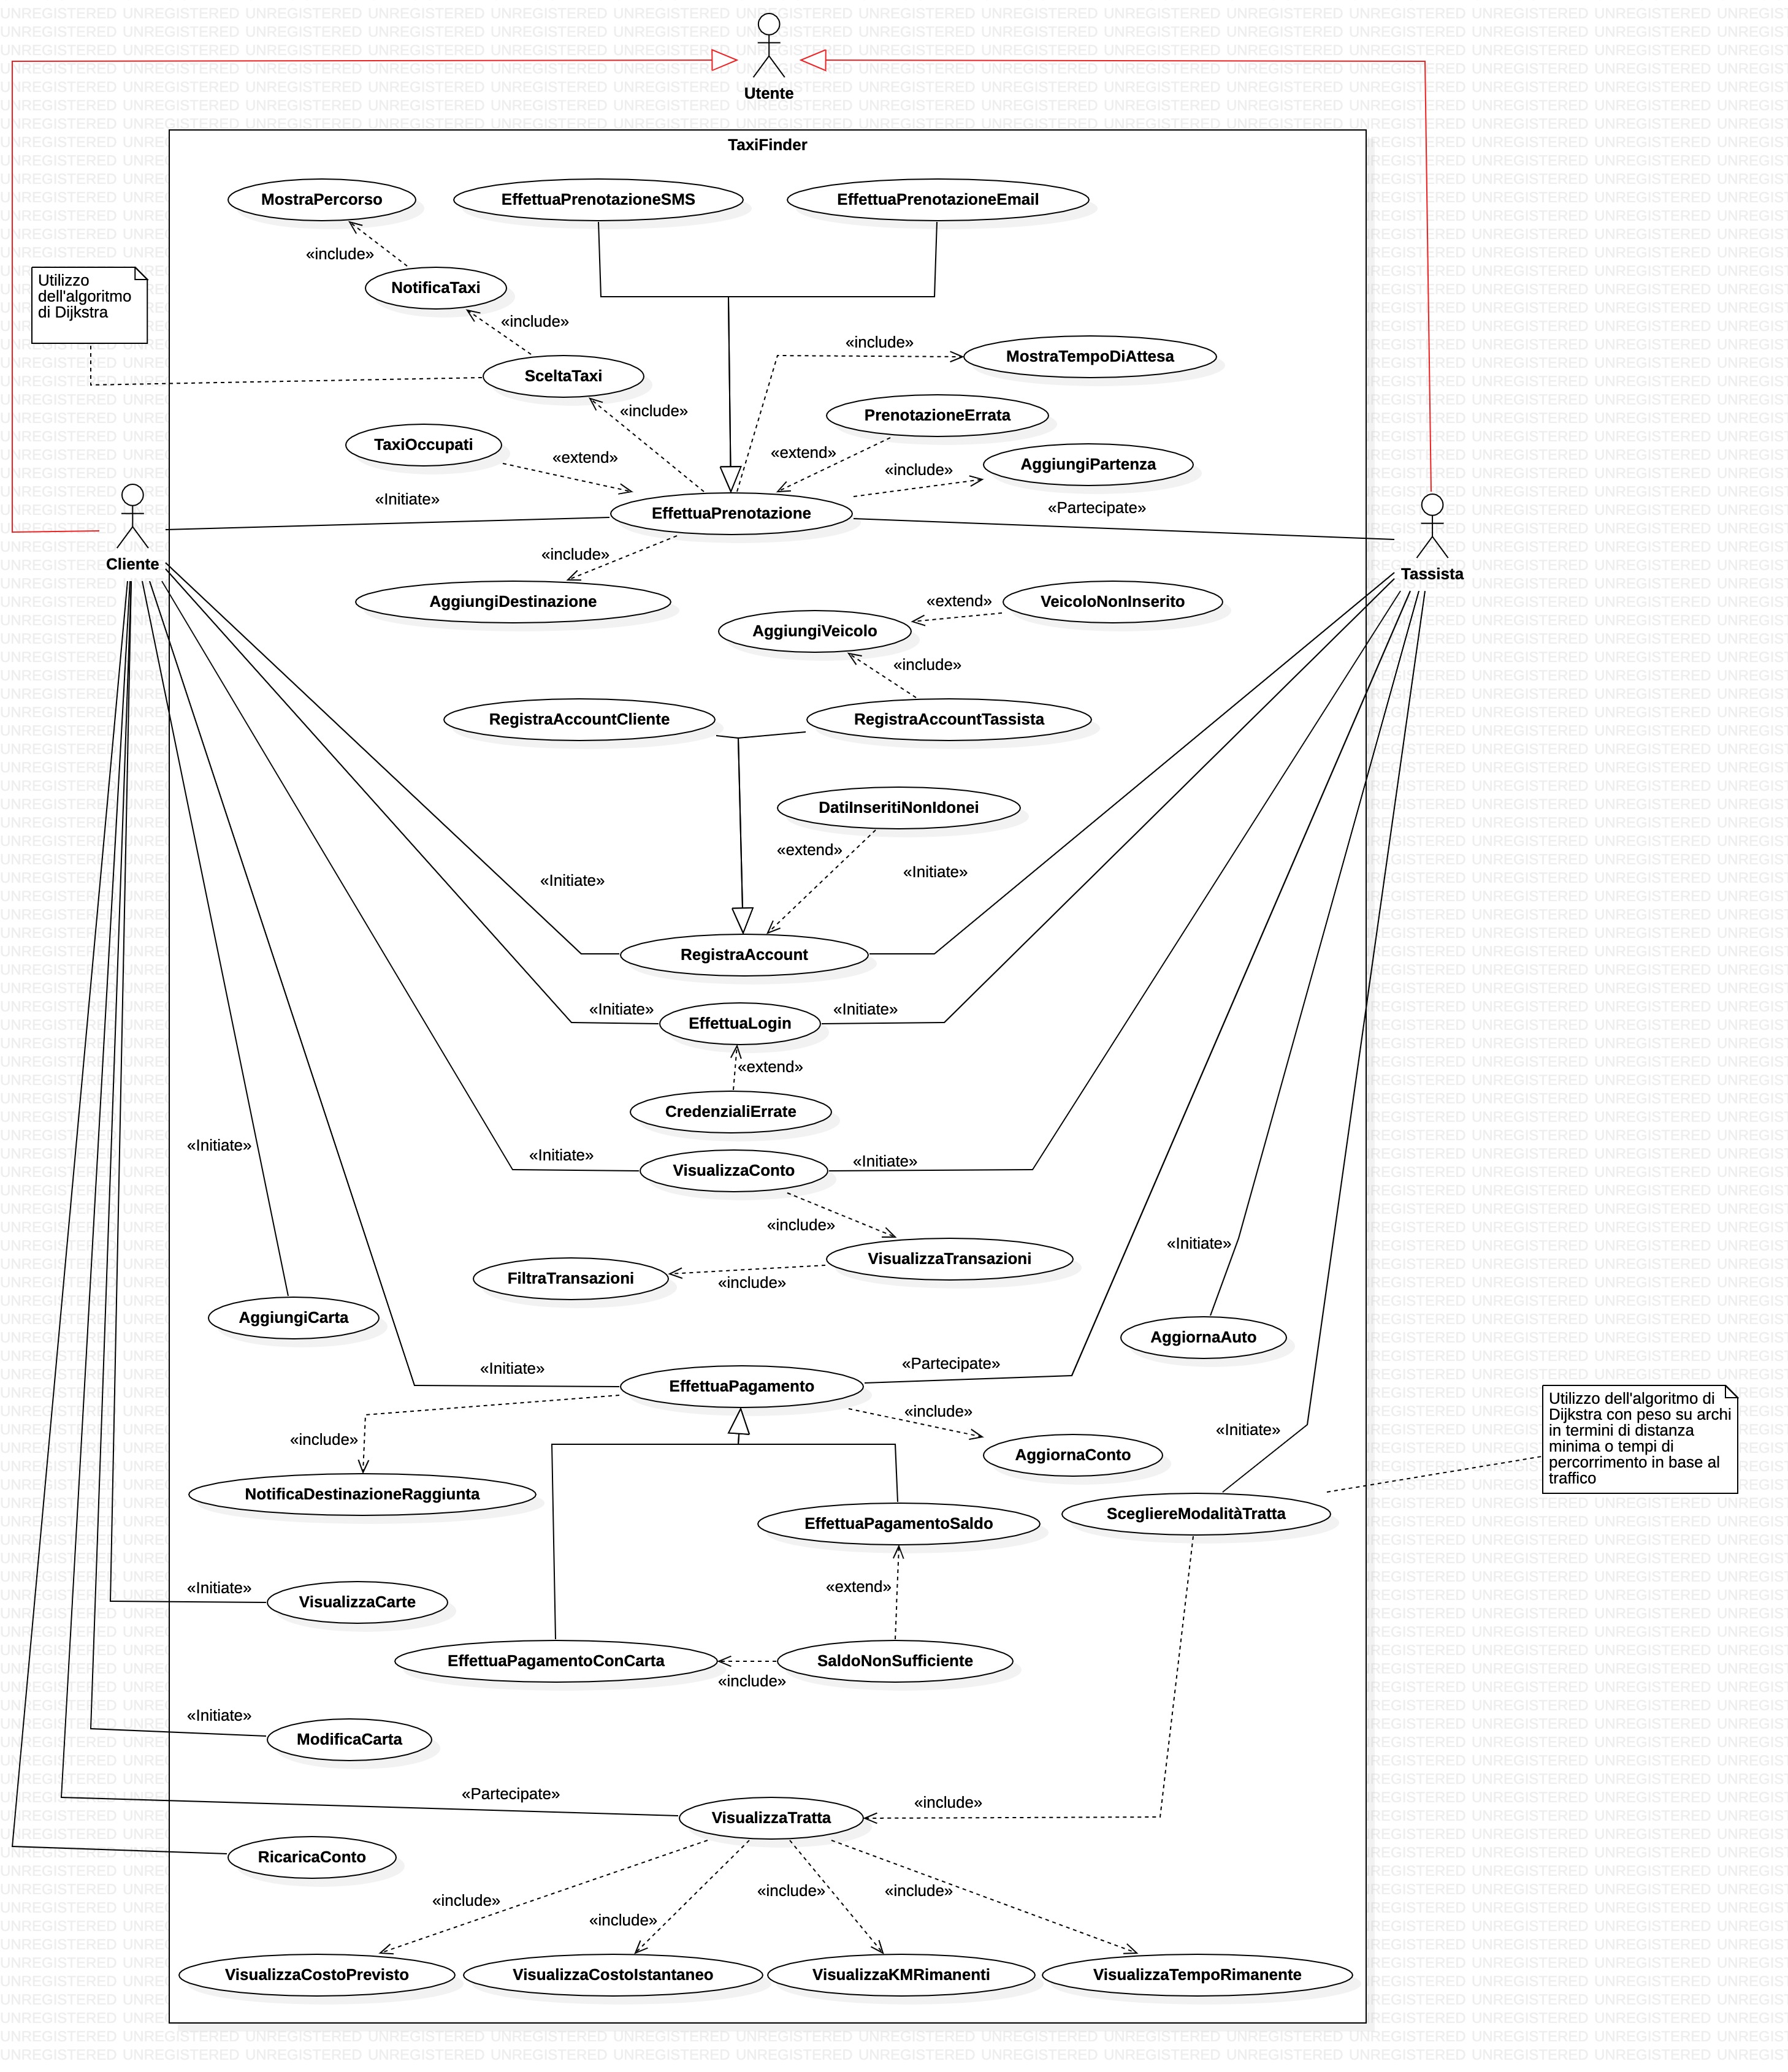 Utente
TaxiFinder
MostraPercorso
EffettuaPrenotazioneSMS
EffettuaPrenotazioneEmail
«include»
Utilizzo
dell'algoritmo
di Dijkstra
NotificaTaxi
«include»
«include»
MostraTempoDiAttesa
SceltaTaxi
«include»
PrenotazioneErrata
TaxiOccupati
«extend»
«extend»
«include»
AggiungiPartenza
«Initiate»
EffettuaPrenotazione
«Partecipate»
Cliente
Tassista
«include»
AggiungiDestinazione
«extend»
VeicoloNonInserito
AggiungiVeicolo
«include»
RegistraAccountCliente
RegistraAccountTassista
DatiInseritiNonIdonei
«extend»
«Initiate»
«Initiate»
RegistraAccount
«Initiate»
«Initiate»
EffettuaLogin
«extend»
CredenzialiErrate
«Initiate»
«Initiate»
«Initiate»
VisualizzaConto
«include»
«Initiate»
VisualizzaTransazioni
FiltraTransazioni
«include»
AggiungiCarta
AggiornaAuto
«Initiate»
«Partecipate»
EffettuaPagamento
«include»
«include»
AggiornaConto
«Initiate»
Utilizzo dell'algoritmo di
Dijkstra con peso su archi
in termini di distanza
minima o tempi di
percorrimento in base al
traffico
NotificaDestinazioneRaggiunta
EffettuaPagamentoSaldo
ScegliereModalitàTratta
«extend»
«Initiate»
VisualizzaCarte
EffettuaPagamentoConCarta
SaldoNonSufficiente
«include»
«Initiate»
ModificaCarta
«Partecipate»
«include»
VisualizzaTratta
RicaricaConto
«include»
«include»
«include»
«include»
VisualizzaCostoPrevisto
VisualizzaCostoIstantaneo
VisualizzaKMRimanenti
VisualizzaTempoRimanente